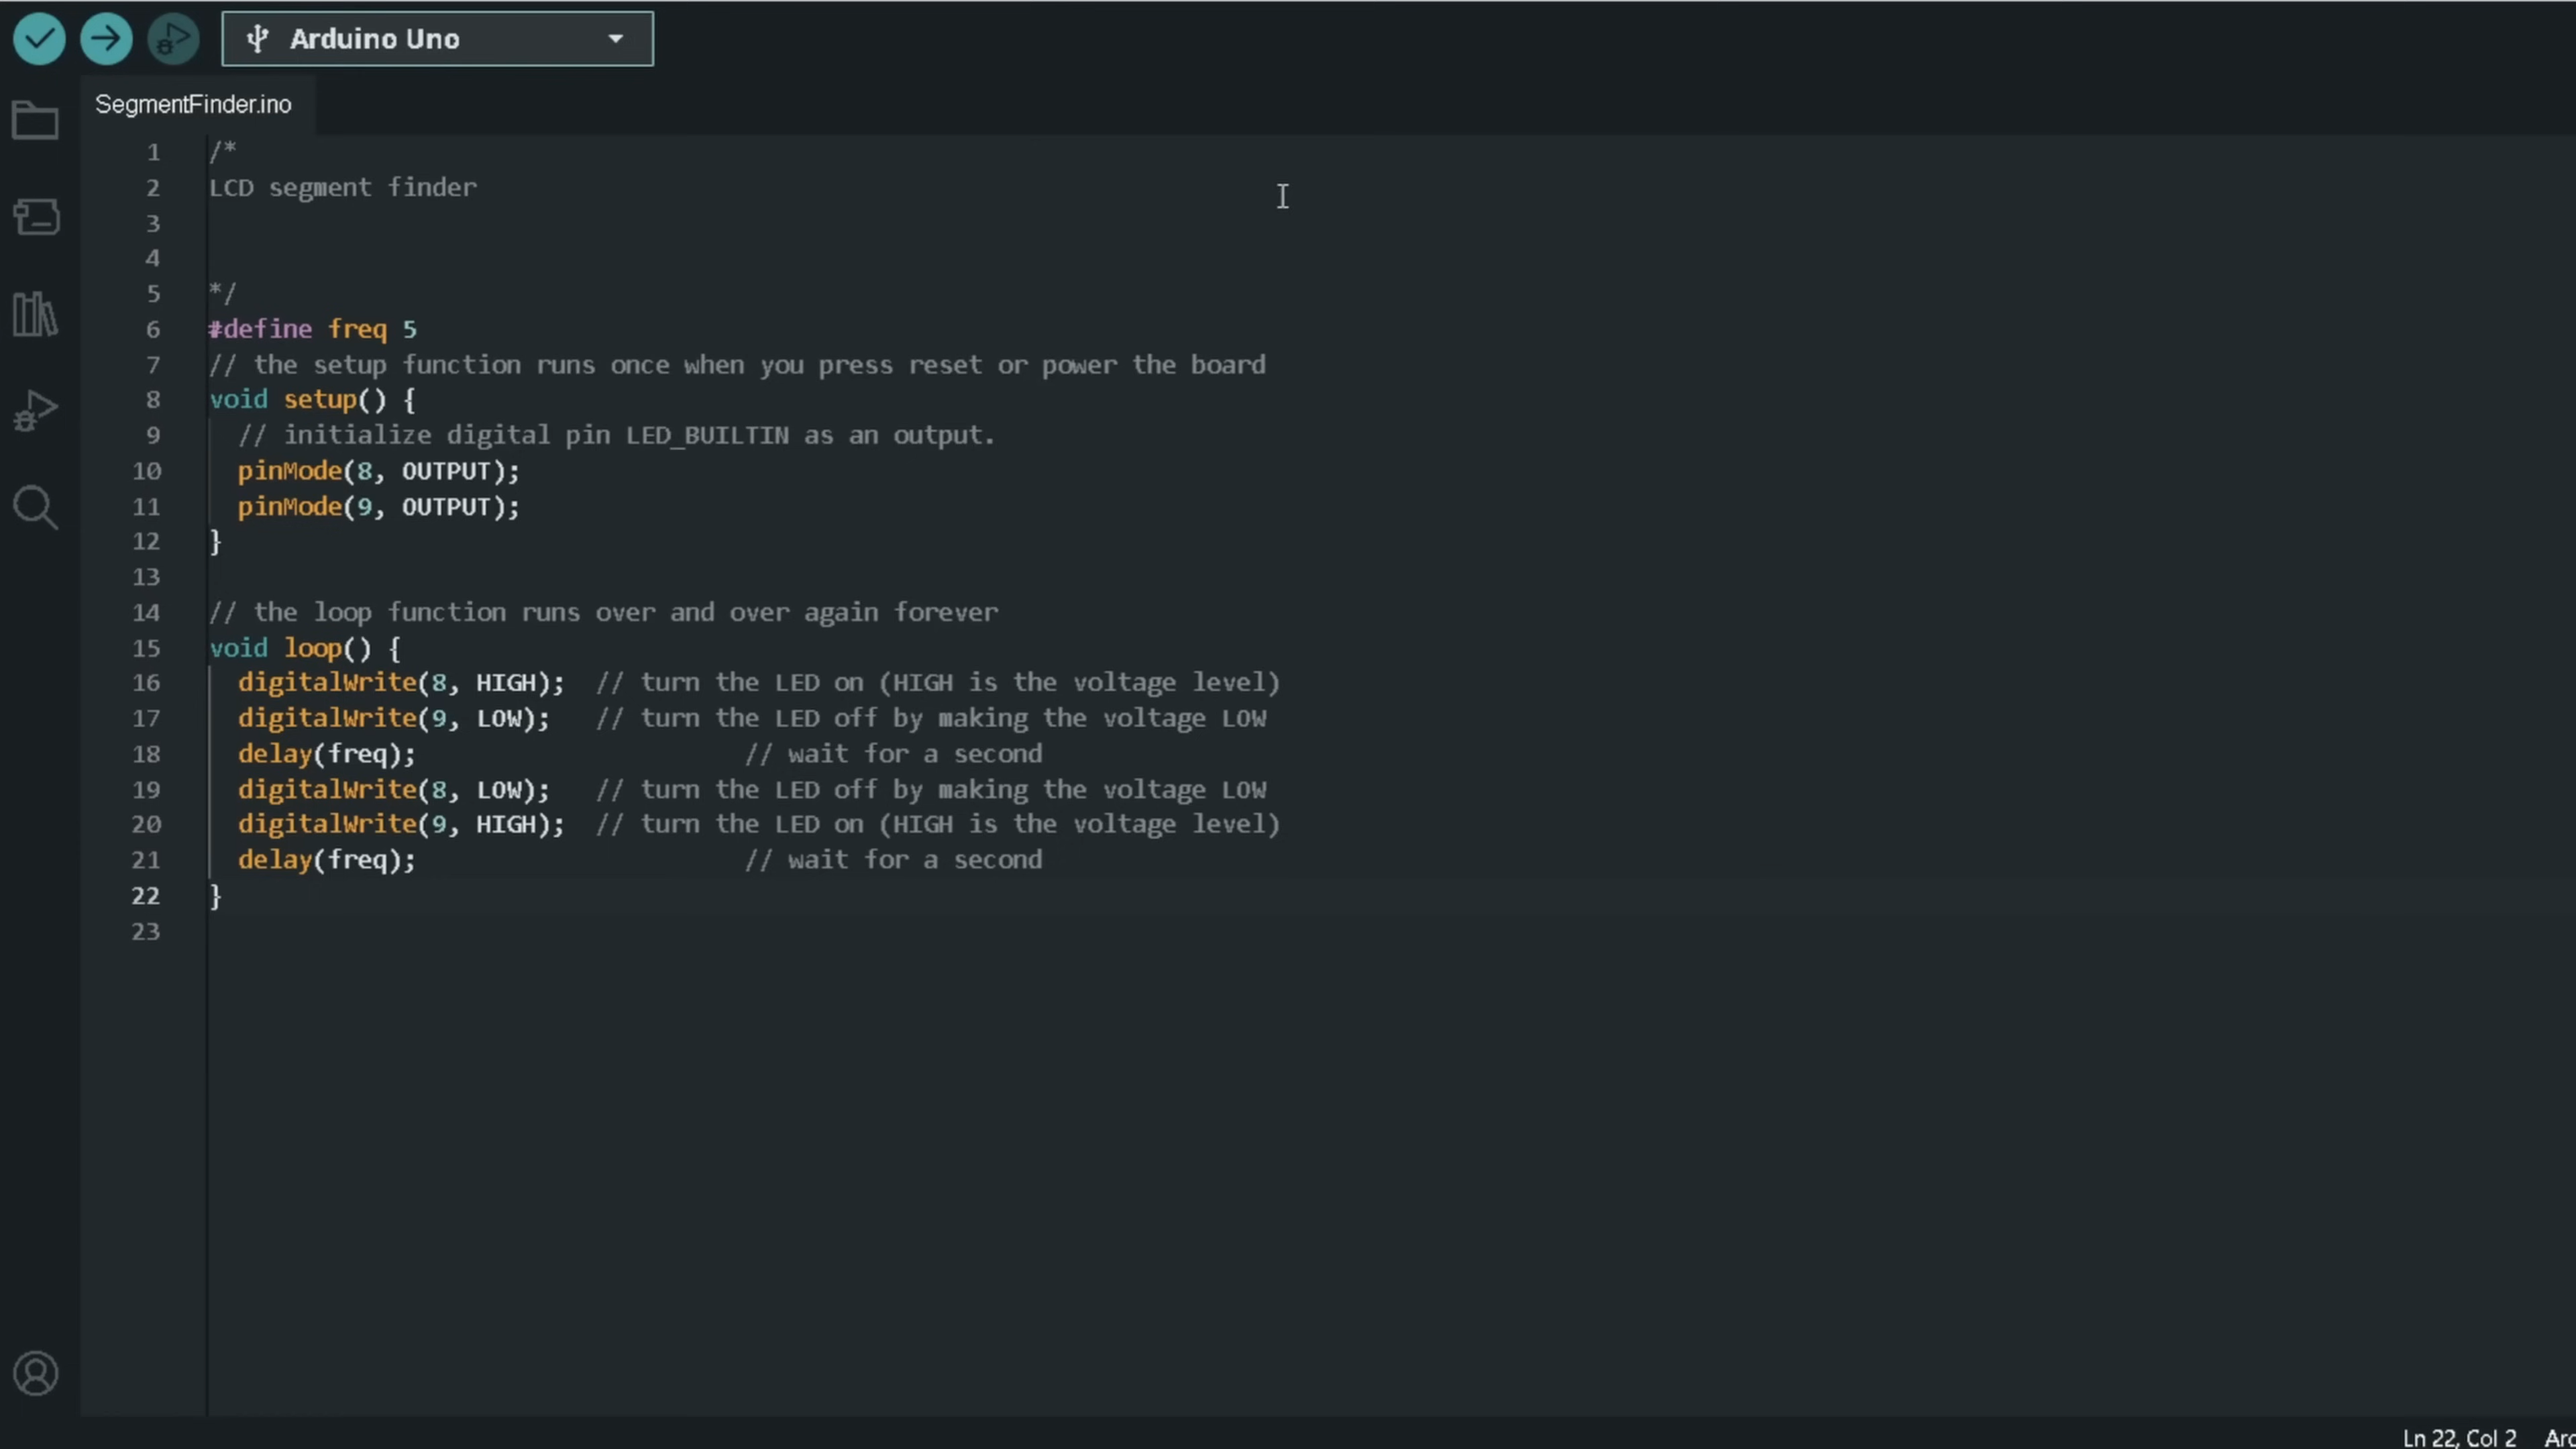 Arduino Uno
SegmentFinder.ino
1 /*
2 LCD segment finder
3
4
5 */
6 #define freq 5
7 // the setup function runs once when you press reset or power the board
8 void setup() {
9   // initialize digital pin LED_BUILTIN as an output.
10   pinMode(8, OUTPUT);
11   pinMode(9, OUTPUT);
12 }
13
14 // the loop function runs over and over again forever
15 void loop() {
16   digitalWrite(8, HIGH);  // turn the LED on (HIGH is the voltage level)
17   digitalWrite(9, LOW);   // turn the LED off by making the voltage LOW
18   delay(freq);                      // wait for a second
19   digitalWrite(8, LOW);   // turn the LED off by making the voltage LOW
20   digitalWrite(9, HIGH);  // turn the LED on (HIGH is the voltage level)
21   delay(freq);                      // wait for a second
22 }
23
Ln 22, Col 2